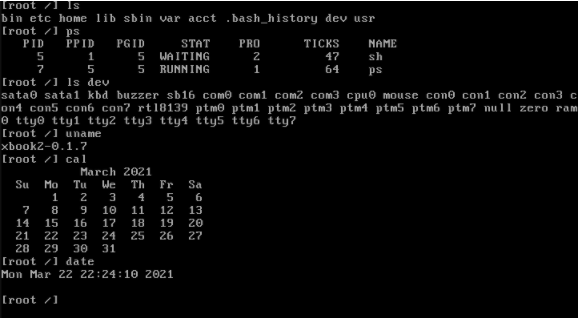 [root /] ls
bin etc home lib sbin var acct .bash_history dev usr
[root /] ps
PID PPID PGID STAT PRO TICKS NAME
5 1 5 WAITING 2 47 sh
7 5 5 RUNNING 1 64 ps
[root /] ls dev
sata0 sata1 kbd buzzer sb16 com0 com1 com2 com3 cpu0 mouse con0 con1 con2 con3 c
on4 con5 con6 con7 rtl8139 ptm0 ptm1 ptm2 ptm3 ptm4 ptm5 ptm6 ptm7 null zero ram
0 tty0 tty1 tty2 tty3 tty4 tty5 tty6 tty7
[root /] uname
xbook2-0.1.7
[root /] cal
March 2021
Su Mo Tu We Th Fr Sa
1 2 3 4 5 6
7 8 9 10 11 12 13
14 15 16 17 18 19 20
21 22 23 24 25 26 27
28 29 30 31
[root /] date
Mon Mar 22 22:24:10 2021
[root /]